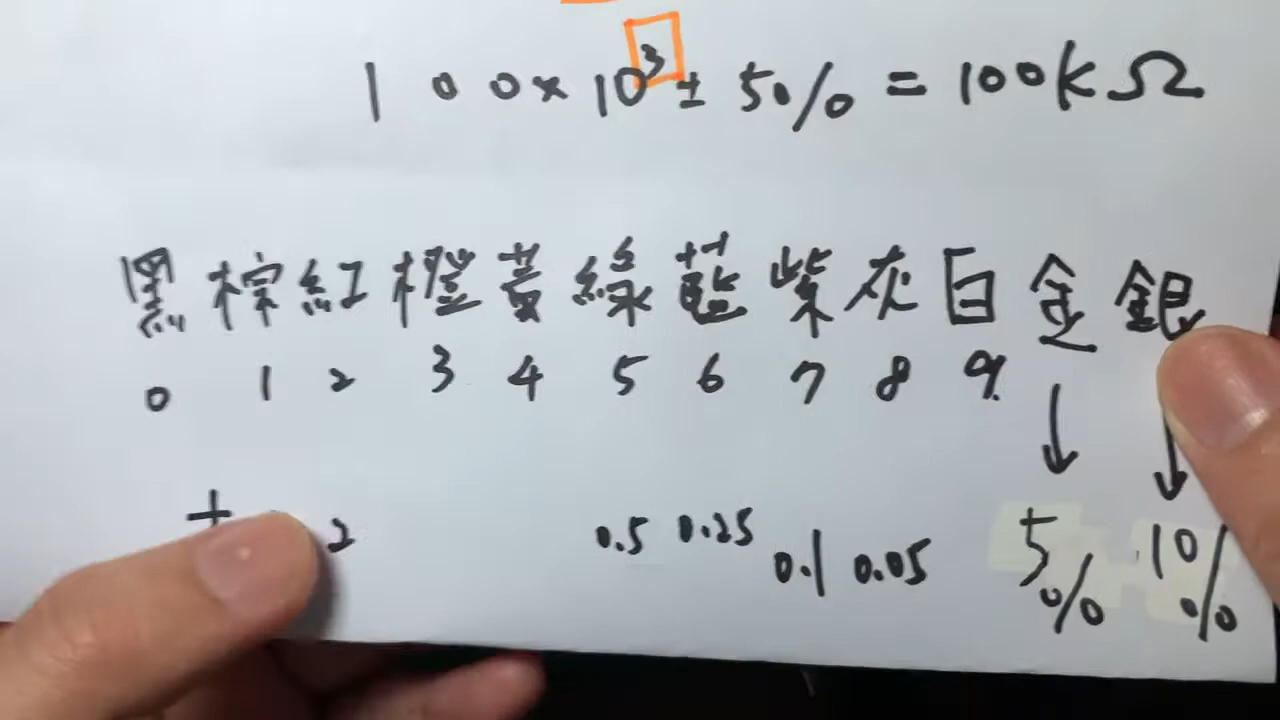 1 0 0 × 10³ ± 5% = 100kΩ
黑 棕 紅 橙 黃 綠 藍 紫 灰 白 金 銀
0 1 2 3 4 5 6 7 8 9
2 0.5 0.25 0.1 0.05 5% 10%